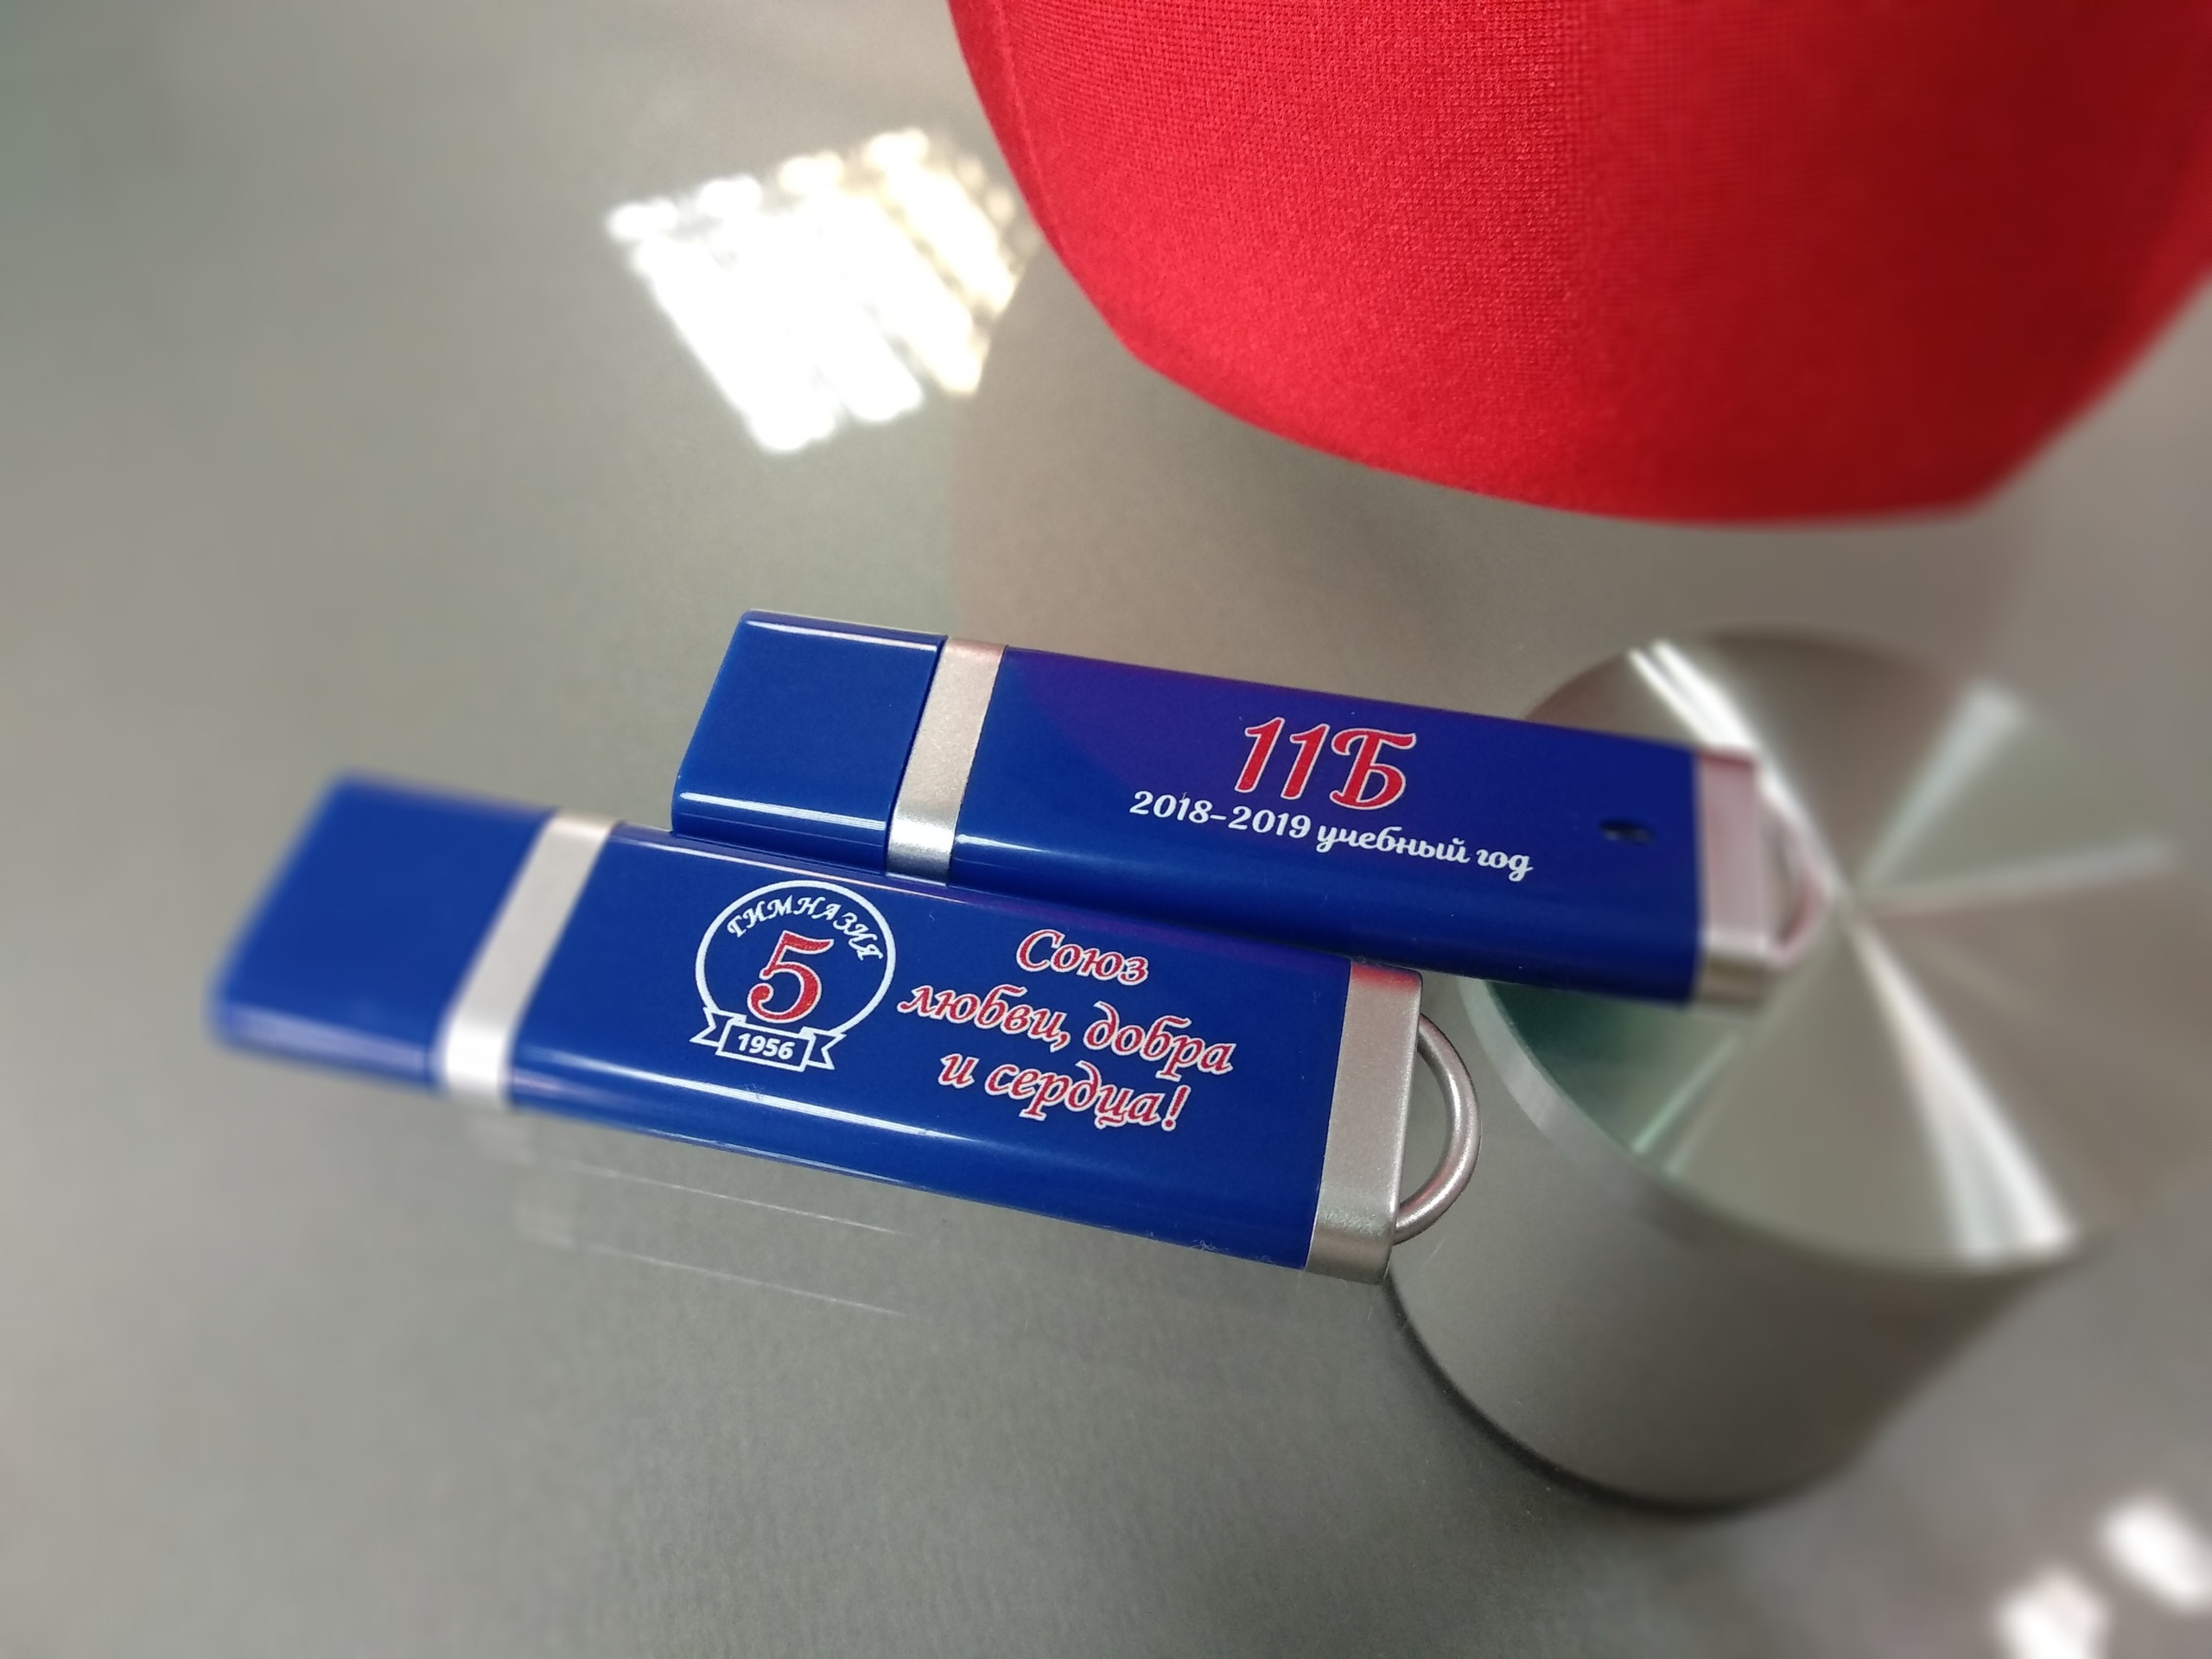 11Б
2018-2019 учебный год
ГИМНАЗИЯ
5
1956
Союз
любви, добра
и сердца!